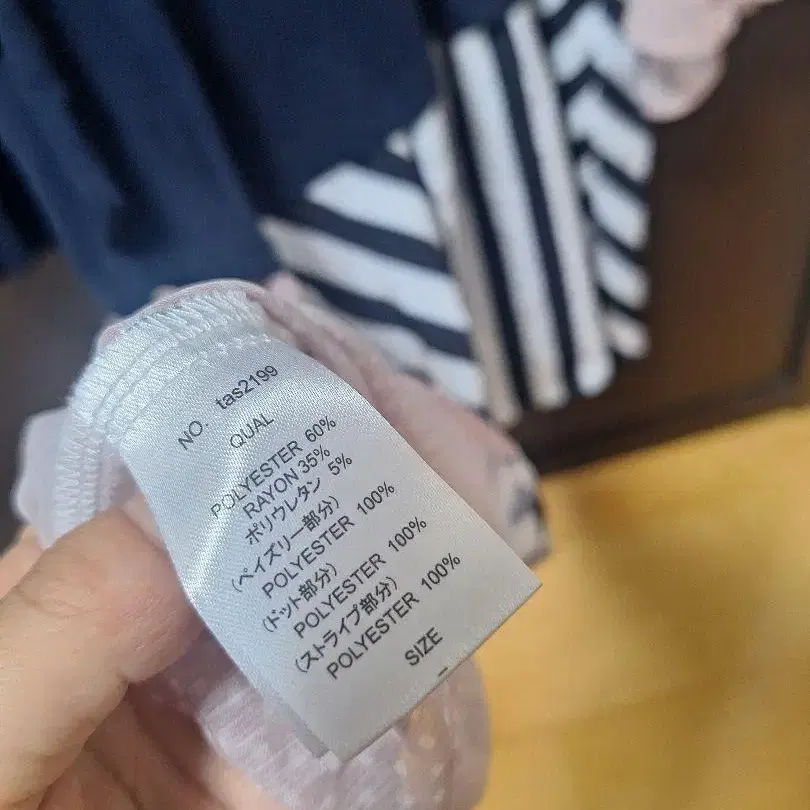 NO. tas2199
QUAL
POLYESTER 60%
RAYON 35%
ポリウレタン 5%
(ペイズリー部分)
POLYESTER 100%
(ドット部分)
POLYESTER 100%
(ストライプ部分)
POLYESTER 100%
SIZE
–